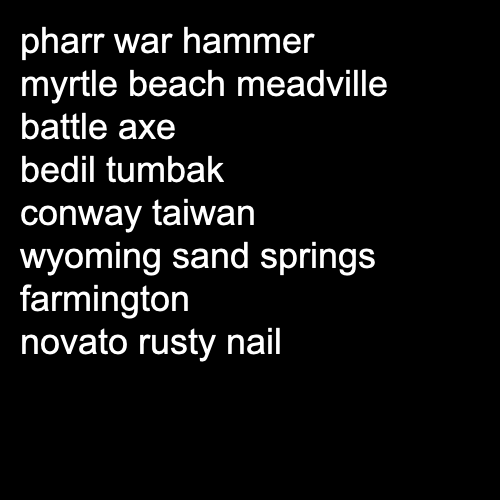 pharr war hammer
myrtle beach meadville
battle axe
bedil tumbak
conway taiwan
wyoming sand springs
farmington
novato rusty nail